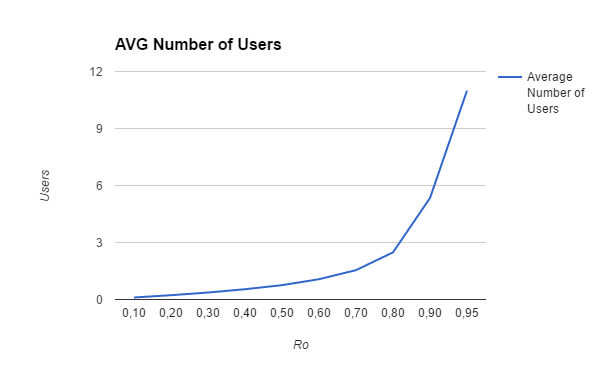 AVG Number of Users
12
9
6
3
0
Users
0,10 0,20 0,30 0,40 0,50 0,60 0,70 0,80 0,90 0,95
Ro
Average
Number of
Users